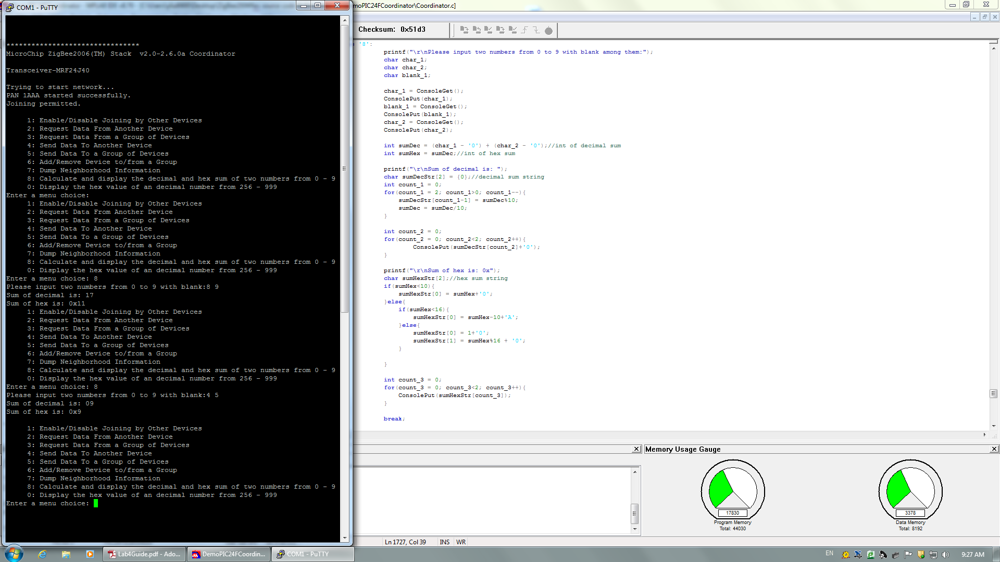 COM1 - PuTTY
*********************************
MicroChip ZigBee2006(TM) Stack  v2.0-2.6.0a Coordinator
Transceiver-MRF24J40
Trying to start network...
PAN 1AAA started successfully.
Joining permitted.
1: Enable/Disable Joining by Other Devices
2: Request Data From Another Device
3: Request Data From a Group of Devices
4: Send Data To Another Device
5: Send Data To a Group of Devices
6: Add/Remove Device to/from a Group
7: Dump Neighborhood Information
8: Calculate and display the decimal and hex sum of two numbers from 0 - 9
0: Display the hex value of an decimal number from 256 - 999
Enter a menu choice:
1: Enable/Disable Joining by Other Devices
2: Request Data From Another Device
3: Request Data From a Group of Devices
4: Send Data To Another Device
5: Send Data To a Group of Devices
6: Add/Remove Device to/from a Group
7: Dump Neighborhood Information
8: Calculate and display the decimal and hex sum of two numbers from 0 - 9
0: Display the hex value of an decimal number from 256 - 999
Enter a menu choice: 8
Please input two numbers from 0 to 9 with blank:8 9
Sum of decimal is: 17
Sum of hex is: 0x11
1: Enable/Disable Joining by Other Devices
2: Request Data From Another Device
3: Request Data From a Group of Devices
4: Send Data To Another Device
5: Send Data To a Group of Devices
6: Add/Remove Device to/from a Group
7: Dump Neighborhood Information
8: Calculate and display the decimal and hex sum of two numbers from 0 - 9
0: Display the hex value of an decimal number from 256 - 999
Enter a menu choice: 8
Please input two numbers from 0 to 9 with blank:4 5
Sum of decimal is: 09
Sum of hex is: 0x9
1: Enable/Disable Joining by Other Devices
2: Request Data From Another Device
3: Request Data From a Group of Devices
4: Send Data To Another Device
5: Send Data To a Group of Devices
6: Add/Remove Device to/from a Group
7: Dump Neighborhood Information
8: Calculate and display the decimal and hex sum of two numbers from 0 - 9
0: Display the hex value of an decimal number from 256 - 999
Enter a menu choice:
moPIC24FCoordinator\Coordinator.c]
Checksum: 0x51d3
'8':
printf("\r\nPlease input two numbers from 0 to 9 with blank among them:");
char char_1;
char char_2;
char blank_1;
char_1 = ConsoleGet();
ConsolePut(char_1);
blank_1 = ConsoleGet();
ConsolePut(blank_1);
char_2 = ConsoleGet();
ConsolePut(char_2);
int sumDec = (char_1 - '0') + (char_2 - '0');//int of decimal sum
int sumHex = sumDec;//int of hex sum
printf("\r\nSum of decimal is: ");
char sumDecStr[2] = {0};//decimal sum string
int count_1 = 0;
for(count_1 = 2; count_1>0; count_1--){
sumDecStr[count_1-1] = sumDec%10;
sumDec = sumDec/10;
}
int count_2 = 0;
for(count_2 = 0; count_2<2; count_2++){
ConsolePut(sumDecStr[count_2]+'0');
}
printf("\r\nSum of hex is: 0x");
char sumHexStr[2];//hex sum string
if(sumHex<10){
sumHexStr[0] = sumHex+'0';
}else{
if(sumHex<16){
sumHexStr[0] = sumHex-10+'A';
}else{
sumHexStr[0] = 1+'0';
sumHexStr[1] = sumHex%16 + '0';
}
}
int count_3 = 0;
for(count_3 = 0; count_3<2; count_3++){
ConsolePut(sumHexStr[count_3]);
}
break;
Memory Usage Gauge
17830
Program Memory
Total: 44030
3378
Data Memory
Total: 8192
Ln 1727, Col 39 INS WR
Lab4Guide.pdf - Ado...
DemoPIC24FCoordin...
COM1 - PuTTY
EN
9:27 AM